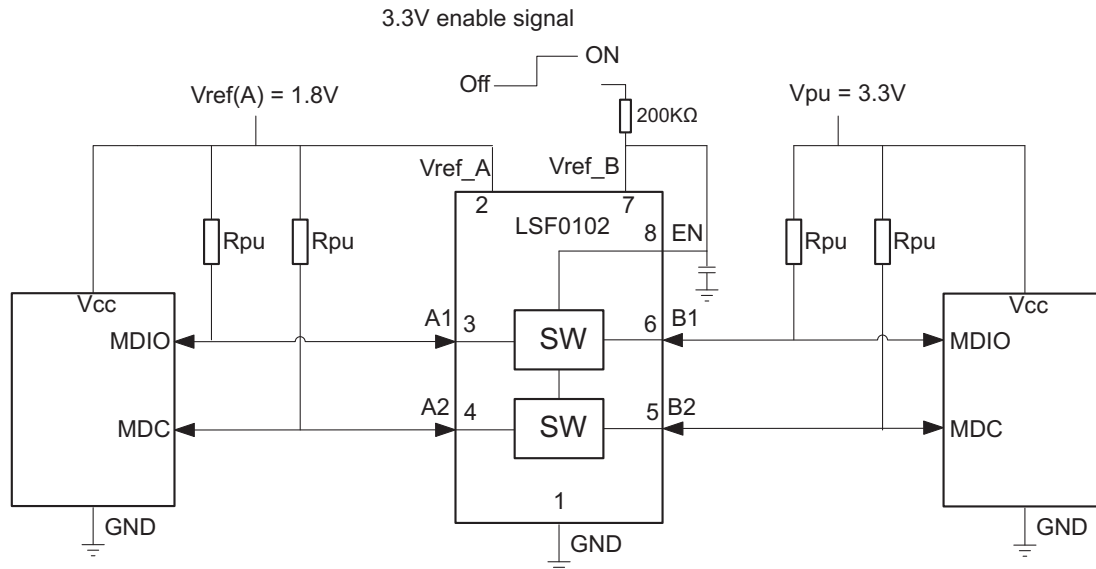 3.3V enable signal
ON
Off
Vref(A) = 1.8V
200KΩ
Vpu = 3.3V
Vref_A
Vref_B
2
7
LSF0102
8
EN
Rpu
Rpu
Rpu
Rpu
Vcc
Vcc
MDIO
A1
3
SW
6
B1
MDIO
MDC
A2
4
SW
5
B2
MDC
1
GND
GND
GND